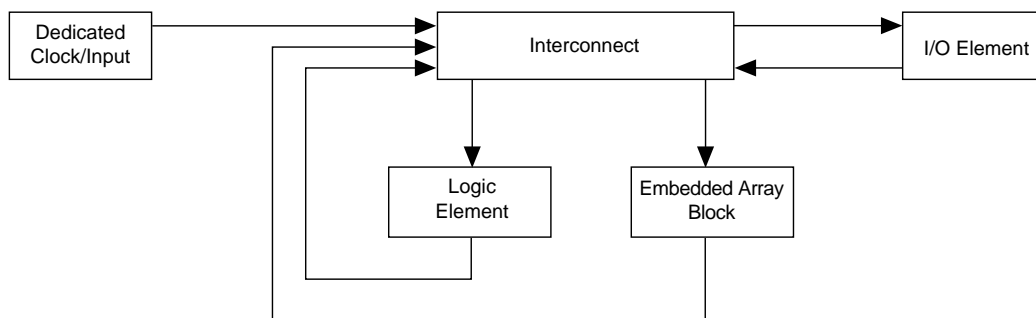 Dedicated
Clock/Input
Interconnect
I/O Element
Logic
Element
Embedded Array
Block